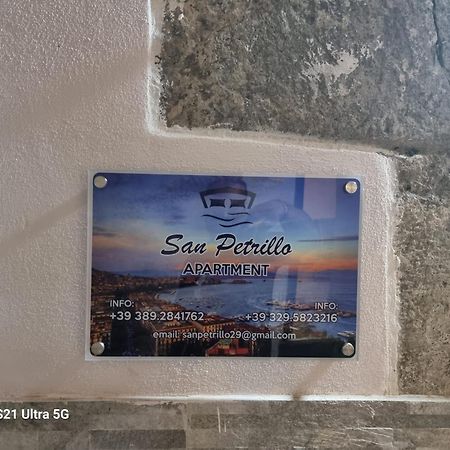 San Petrillo
APARTMENT
INFO:
+39 389.2841762
INFO:
+39 329.5823216
email: sanpetrillo29@gmail.com
S21 Ultra 5G